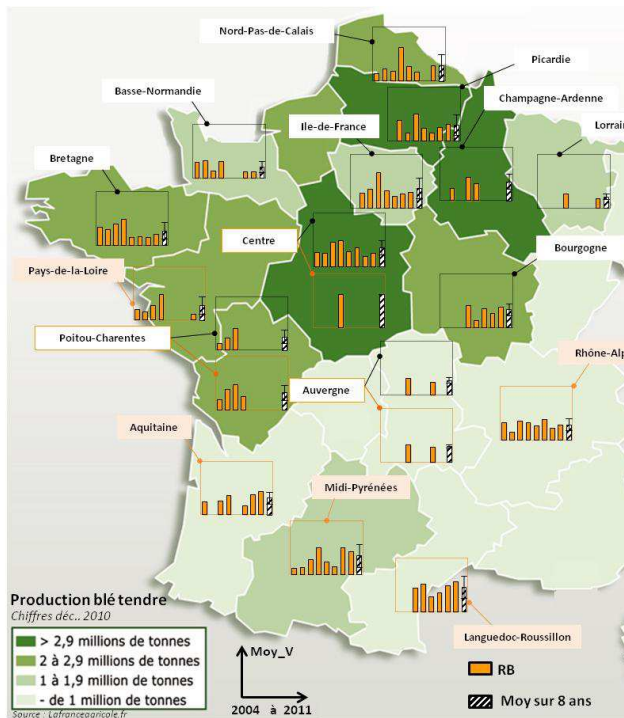 Nord-Pas-de-Calais
Picardie
Basse-Normandie
Champagne-Ardenne
Ile-de-France
Lorrain
Bretagne
Centre
Bourgogne
Pays-de-la-Loire
Poitou-Charentes
Rhône-Alp
Auvergne
Aquitaine
Midi-Pyrénées
Languedoc-Roussillon
Production blé tendre
Chiffres déc.. 2010
> 2,9 millions de tonnes
2 à 2,9 millions de tonnes
1 à 1,9 million de tonnes
- de 1 million de tonnes
Source : Lafranceagricole.fr
Moy_V
2004 à 2011
RB
Moy sur 8 ans